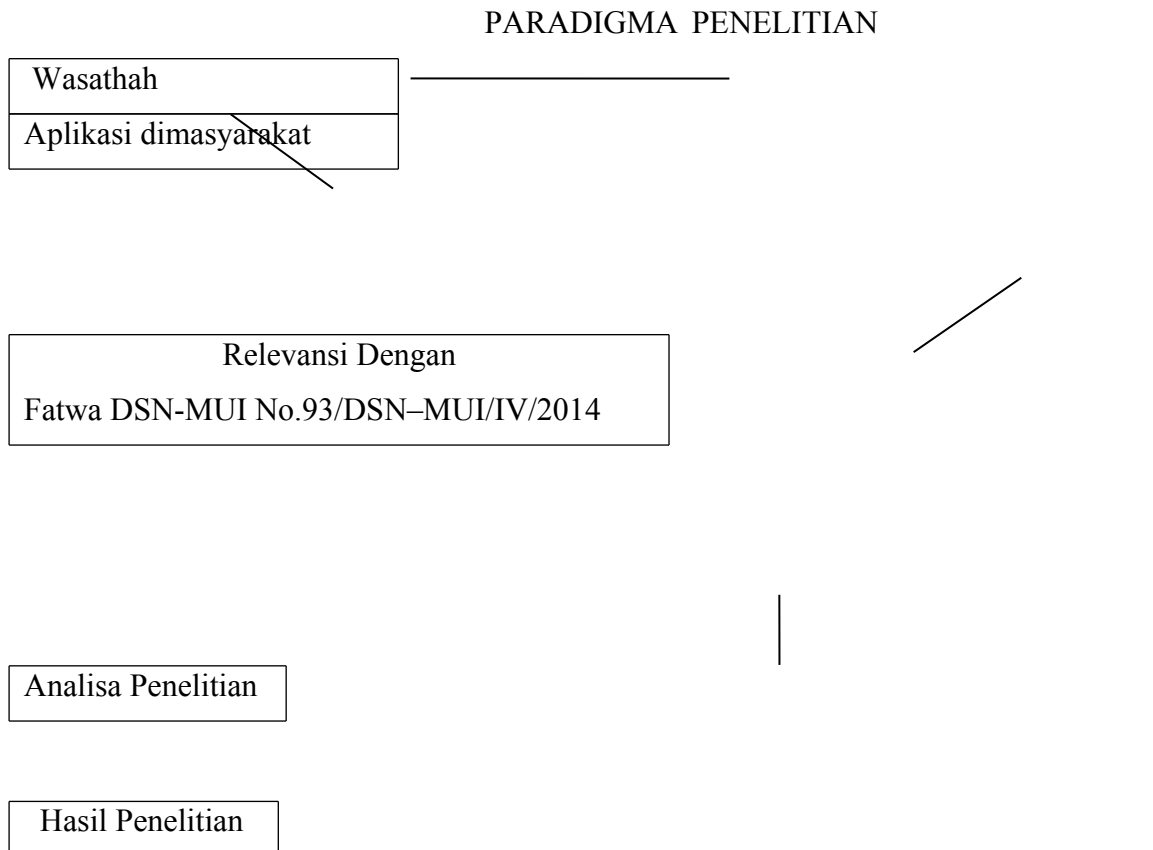 PARADIGMA PENELITIAN
Wasathah
Aplikasi dimasyarakat
Relevansi Dengan
Fatwa DSN-MUI No.93/DSN–MUI/IV/2014
Analisa Penelitian
Hasil Penelitian